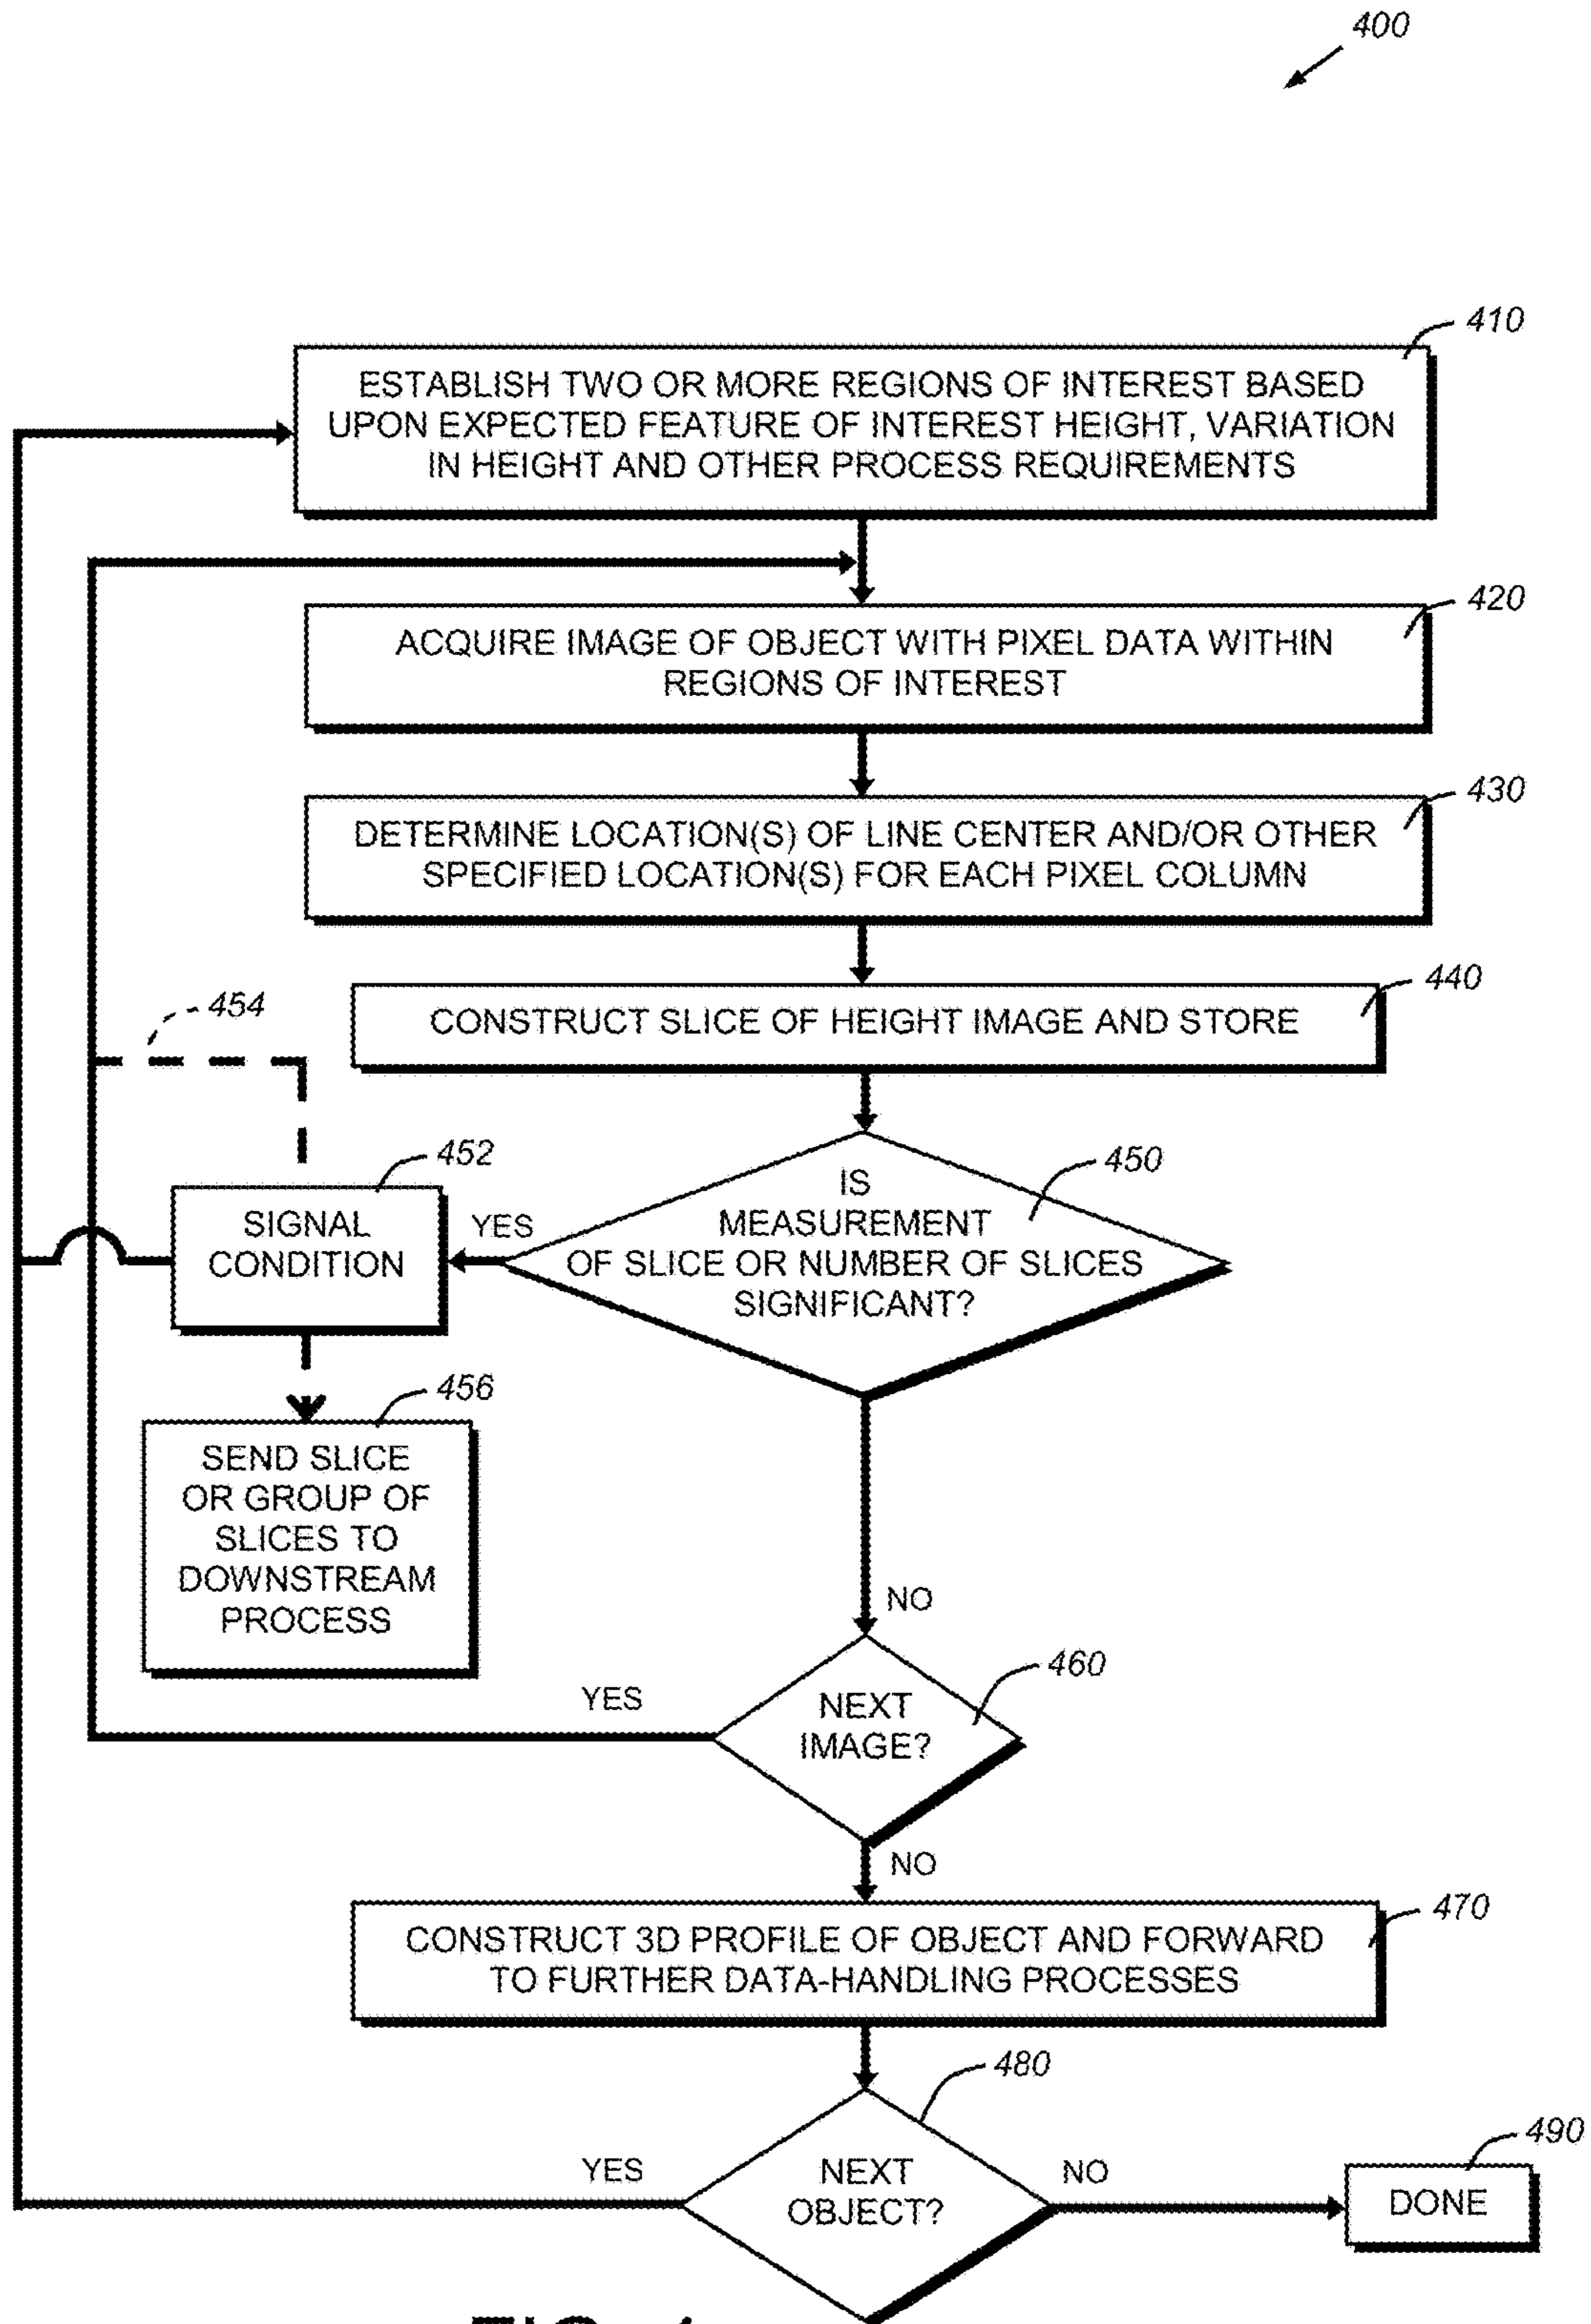 400
410
ESTABLISH TWO OR MORE REGIONS OF INTEREST BASED
UPON EXPECTED FEATURE OF INTEREST HEIGHT, VARIATION
IN HEIGHT AND OTHER PROCESS REQUIREMENTS
420
ACQUIRE IMAGE OF OBJECT WITH PIXEL DATA WITHIN
REGIONS OF INTEREST
430
DETERMINE LOCATION(S) OF LINE CENTER AND/OR OTHER
SPECIFIED LOCATION(S) FOR EACH PIXEL COLUMN
440
CONSTRUCT SLICE OF HEIGHT IMAGE AND STORE
454
452
SIGNAL
CONDITION
YES
450
IS
MEASUREMENT
OF SLICE OR NUMBER OF SLICES
SIGNIFICANT?
456
SEND SLICE
OR GROUP OF
SLICES TO
DOWNSTREAM
PROCESS
NO
460
YES
NEXT
IMAGE?
NO
470
CONSTRUCT 3D PROFILE OF OBJECT AND FORWARD
TO FURTHER DATA-HANDLING PROCESSES
480
YES
NEXT
OBJECT?
NO
490
DONE